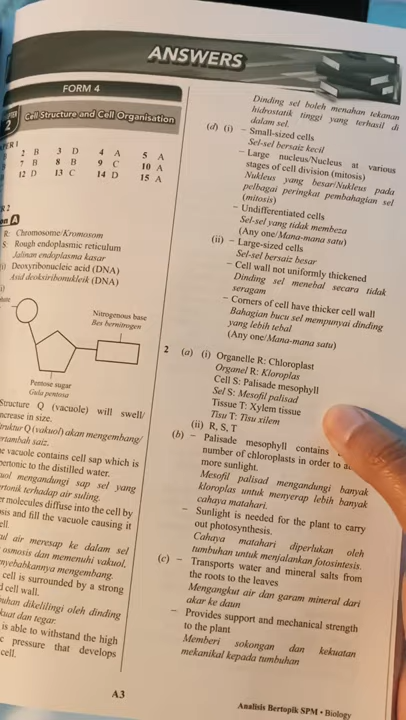 ANSWERS
FORM 4
2
Cell Structure and Cell Organisation
2 B 3 D 4 A 5 A
7 B 8 B 9 C 10 A
12 D 13 C 14 D 15 A
A
R: Chromosome/Kromosom
S: Rough endoplasmic reticulum
Jalinan endoplasma kasar
Deoxyribonucleic acid (DNA)
Asid deoksiribonukleik (DNA)
Nitrogenous base
Bes bernitrogen
Pentose sugar
Gula pentosa
Structure Q (vacuole) will swell/
increase in size.
Struktur Q (vakuol) akan mengembang/
bertambah saiz.
vacuole contains cell sap which is
hypertonic to the distilled water.
mengandungi sap sel yang
terhadap air suling.
molecules diffuse into the cell by
and fill the vacuole causing it
air meresap ke dalam sel
osmosis dan memenuhi vakuol,
menyebabkannya mengembang.
cell is surrounded by a strong
cell wall.
dikelilingi oleh dinding
kuat dan tegar.
is able to withstand the high
pressure that develops
cell.
Dinding sel boleh menahan tekanan
hidrostatik tinggi yang terhasil di
dalam sel.
(d) (i) – Small-sized cells
Sel-sel bersaiz kecil
– Large nucleus/Nucleus at various
stages of cell division (mitosis)
Nukleus yang besar/Nukleus pada
pelbagai peringkat pembahagian sel
(mitosis)
– Undifferentiated cells
Sel-sel yang tidak membeza
(Any one/Mana-mana satu)
(ii) – Large-sized cells
Sel-sel bersaiz besar
– Cell wall not uniformly thickened
Dinding sel menebal secara tidak
seragam
– Corners of cell have thicker cell wall
Bahagian bucu sel mempunyai dinding
yang lebih tebal
(Any one/Mana-mana satu)
2 (a) (i) Organelle R: Chloroplast
Organel R: Kloroplas
Cell S: Palisade mesophyll
Sel S: Mesofil palisad
Tissue T: Xylem tissue
Tisu T: Tisu xilem
(ii) R, S, T
(b) – Palisade mesophyll contains
number of chloroplasts in order to
more sunlight.
Mesofil palisad mengandungi banyak
kloroplas untuk menyerap lebih banyak
cahaya matahari.
– Sunlight is needed for the plant to carry
out photosynthesis.
Cahaya matahari diperlukan oleh
tumbuhan untuk menjalankan fotosintesis.
(c) – Transports water and mineral salts from
the roots to the leaves
Mengangkut air dan garam mineral dari
akar ke daun
– Provides support and mechanical strength
to the plant
Memberi sokongan dan kekuatan
mekanikal kepada tumbuhan
A3
Analisis Bertopik SPM • Biology